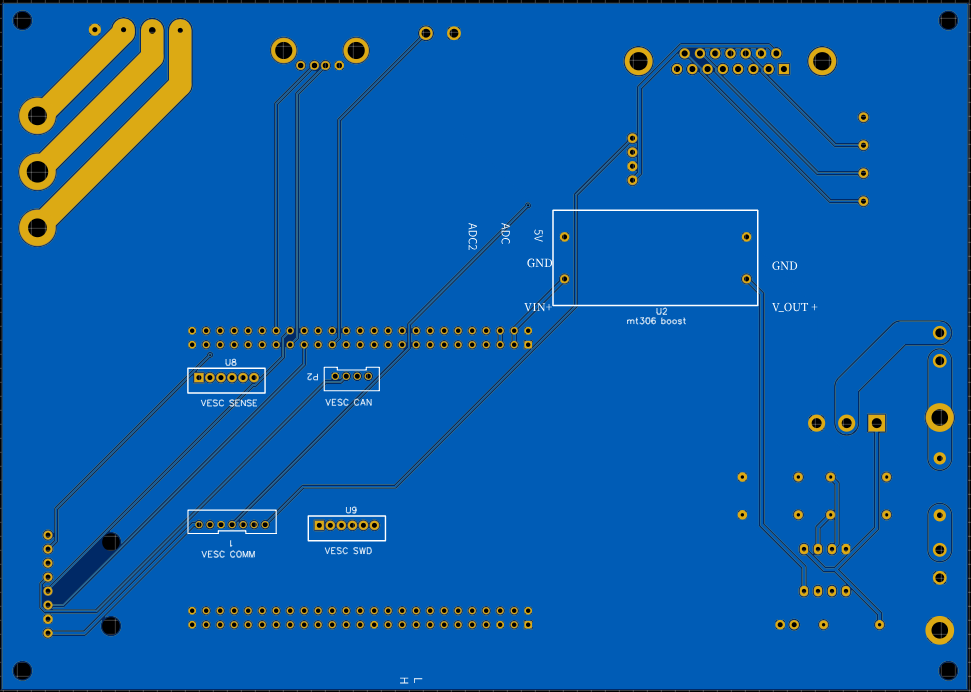 ADC2
ADC
5V
GND
GND
VIN+
V_OUT +
U2
mt306 boost
U8
P2
VESC SENSE
VESC CAN
U9
1
VESC COMM
VESC SWD
H
L